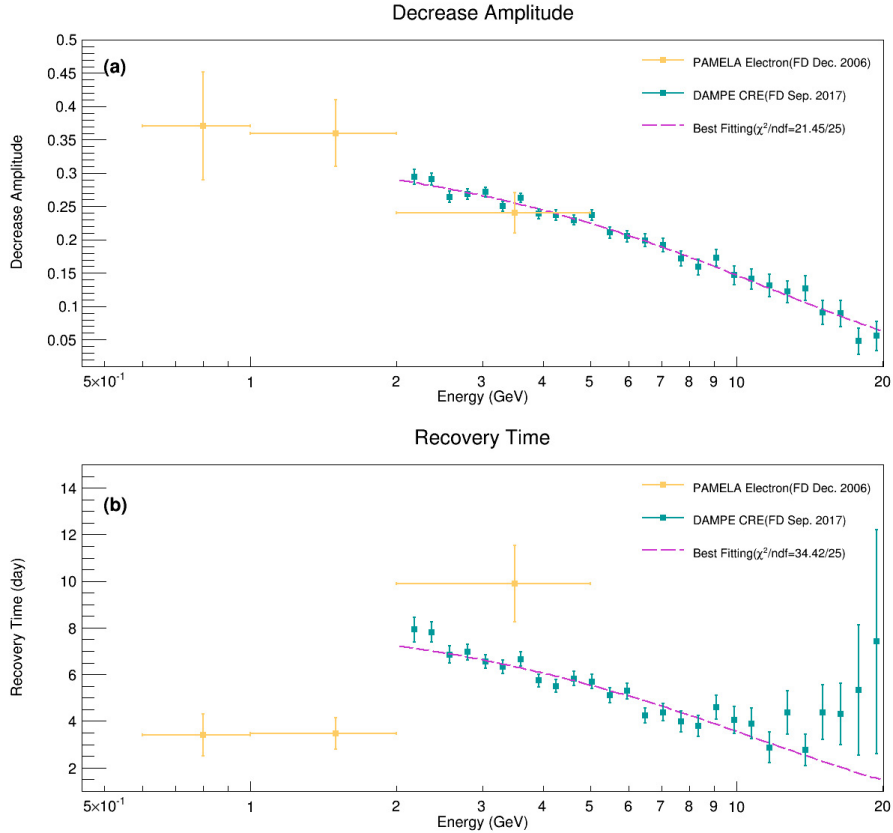 Decrease Amplitude
(a)
PAMELA Electron(FD Dec. 2006)
DAMPE CRE(FD Sep. 2017)
Best Fitting(χ²/ndf=21.45/25)
Decrease Amplitude
0.5
0.45
0.4
0.35
0.3
0.25
0.2
0.15
0.1
0.05
5×10⁻¹ 1 2 3 4 5 6 7 8 9 10 20
Energy (GeV)
Recovery Time
(b)
PAMELA Electron(FD Dec. 2006)
DAMPE CRE(FD Sep. 2017)
Best Fitting(χ²/ndf=34.42/25)
Recovery Time (day)
14
12
10
8
6
4
2
5×10⁻¹ 1 2 3 4 5 6 7 8 9 10 20
Energy (GeV)